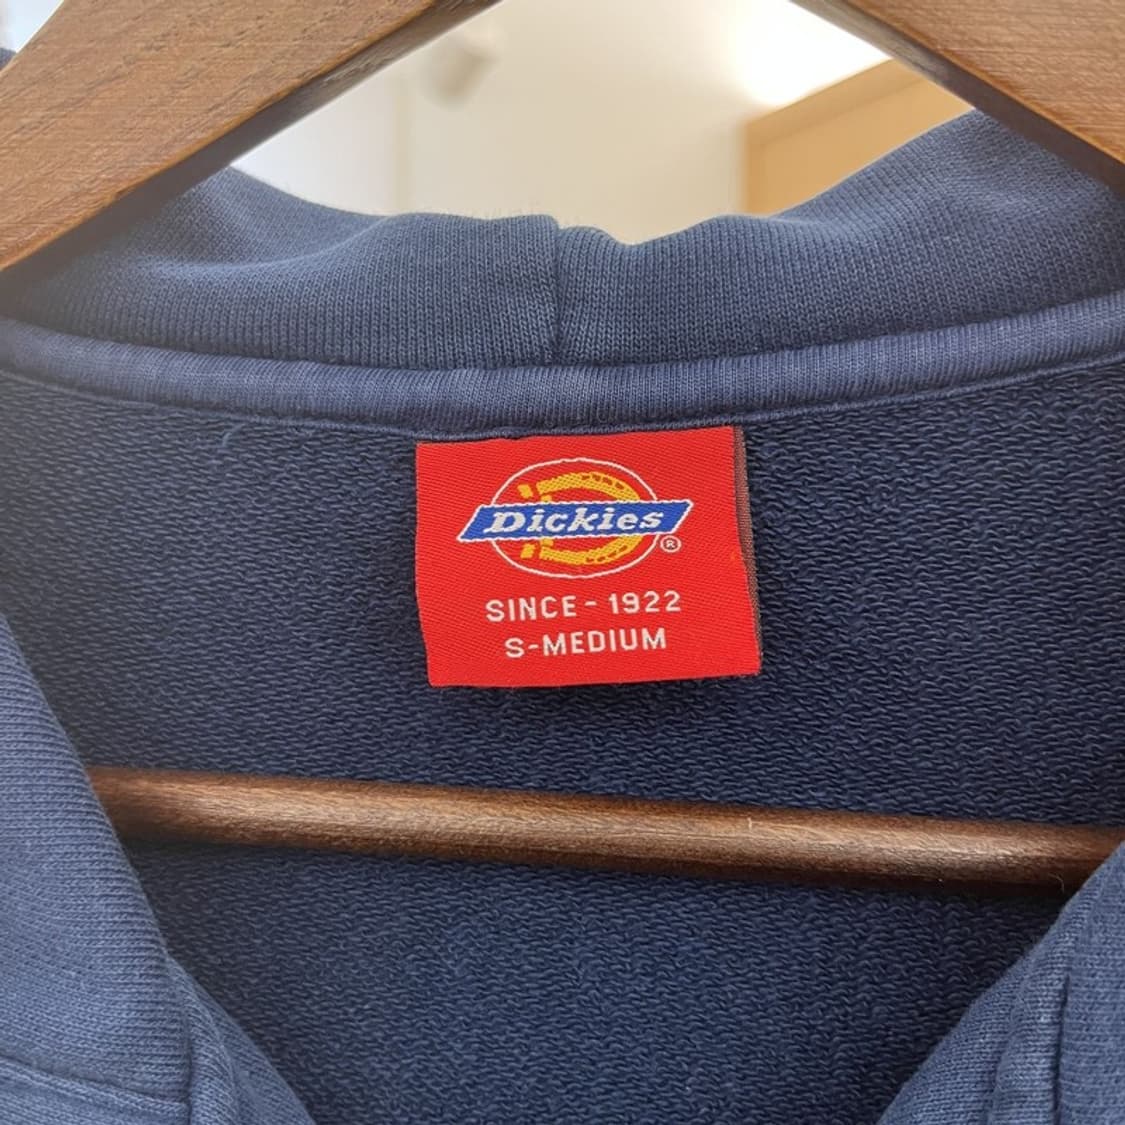 Dickies
®
SINCE - 1922
S-MEDIUM